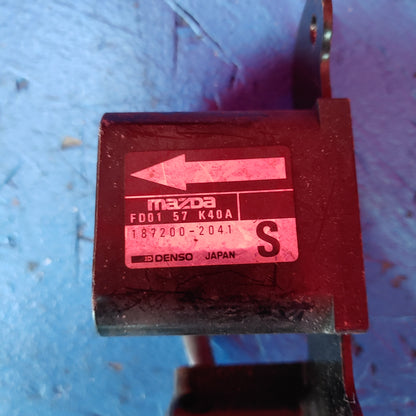 mazda
FD01 57 K40A
187200-2041
S
DENSO JAPAN